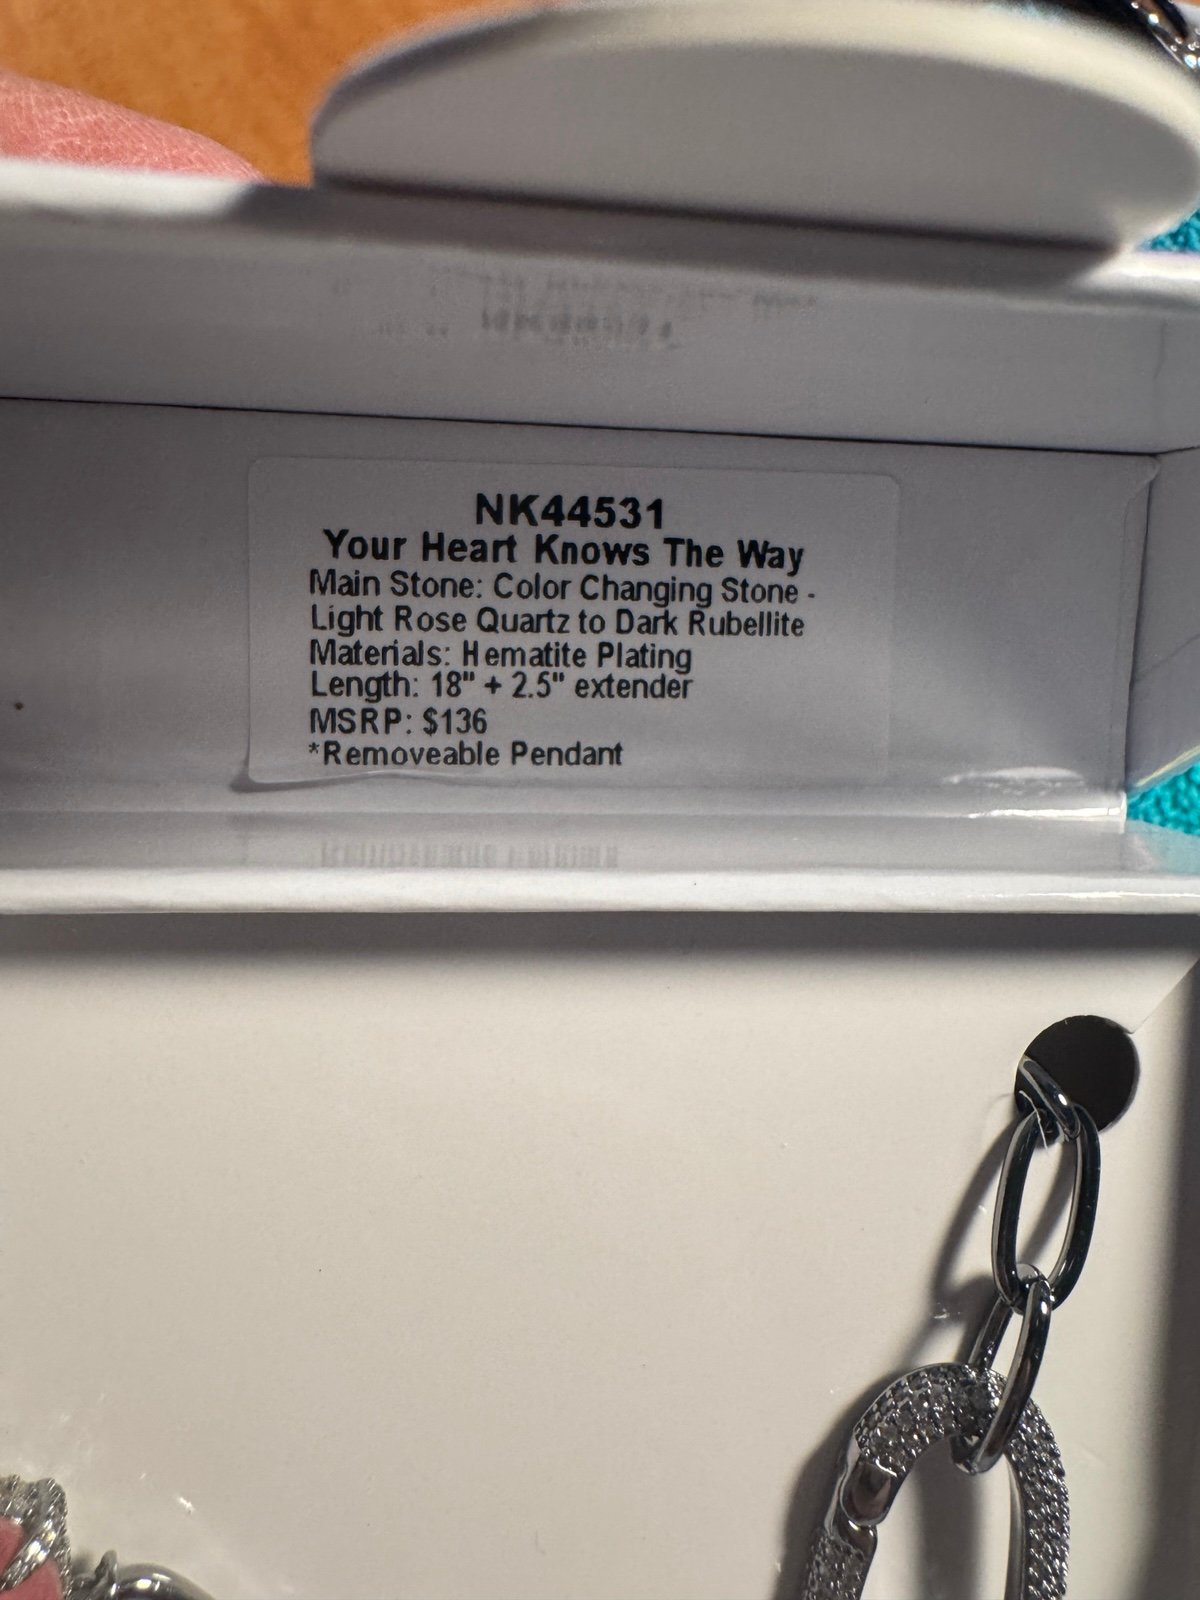 NK44531
Your Heart Knows The Way
Main Stone: Color Changing Stone -
Light Rose Quartz to Dark Rubellite
Materials: Hematite Plating
Length: 18" + 2.5" extender
MSRP: $136
*Removeable Pendant